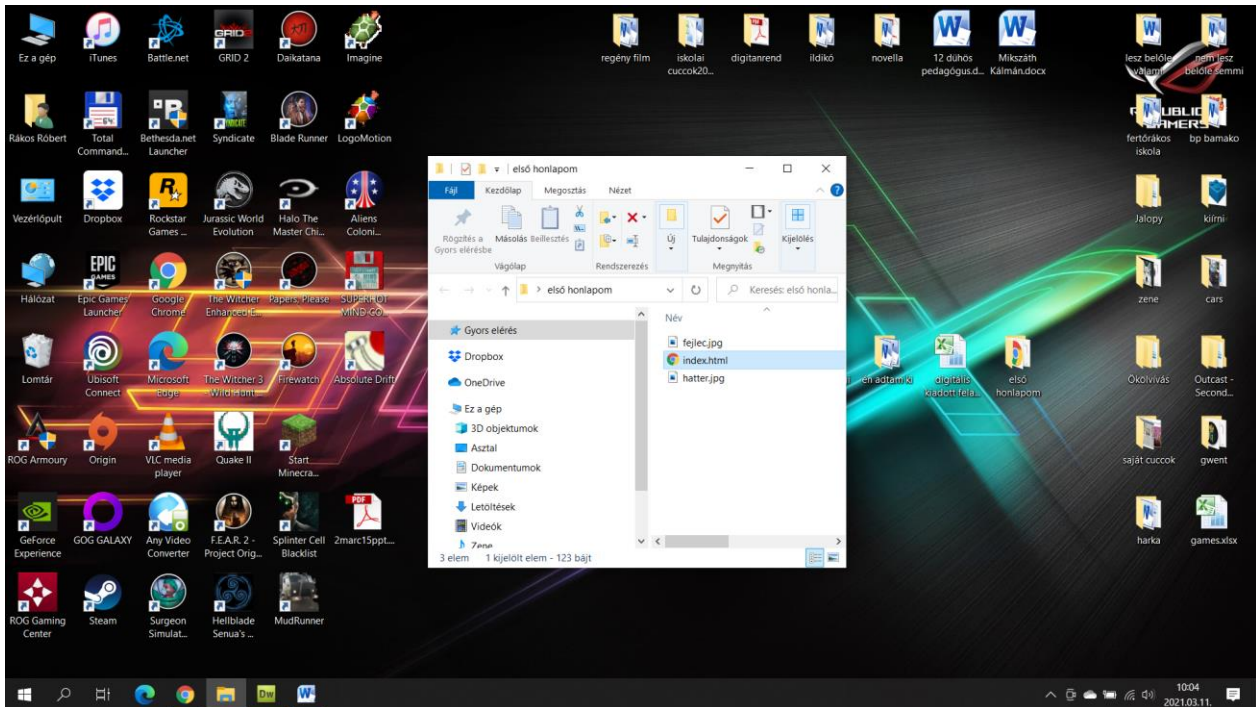 Ez a gép
iTunes
Battle.net
GRID 2
Daikatana
Imagine
regény film
iskolai
cuccok20...
digitanrend
ildikó
novella
12 dühös
pedagógus.d...
Mikszáth
Kálmán.docx
lesz belőle
valami
nem lesz
belőle semmi
Rákos Róbert
Total
Command...
Bethesda.net
Launcher
Syndicate
Blade Runner
LogoMotion
fertőrákos
iskola
bp bamako
Vezérlőpult
Dropbox
Rockstar
Games ...
Jurassic World
Evolution
Halo The
Master Chi...
Aliens
Coloni...
Jalopy
kiírni
Hálózat
Epic Games
Launcher
Google
Chrome
The Witcher
Enhanced E...
Papers, Please
SUPERHOT
MIND CO...
zene
cars
Lomtár
Ubisoft
Connect
Microsoft
Edge
The Witcher 3
Wild Hunt ...
Firewatch
Absolute Drift
én adtam ki
digitális
kiadott fela...
első
honlapom
Ökölvívás
Outcast -
Second...
ROG Armoury
Origin
VLC media
player
Quake II
Start
Minecra...
saját cuccok
gwent
GeForce
Experience
GOG GALAXY
Any Video
Converter
F.E.A.R. 2 -
Project Orig...
Splinter Cell
Blacklist
2marc15ppt....
harka
games.xlsx
ROG Gaming
Center
Steam
Surgeon
Simulat...
Hellblade
Senua's ...
MudRunner
első honlapom
Fájl
Kezdőlap
Megosztás
Nézet
Rögzítés a
Gyors elérésbe
Másolás
Beillesztés
Új
Tulajdonságok
Kijelölés
Vágólap
Rendszerezés
Megnyitás
első honlapom
Keresés: első honla...
Név
Gyors elérés
Dropbox
OneDrive
Ez a gép
3D objektumok
Asztal
Dokumentumok
Képek
Letöltések
Videók
Zene
fejlec.jpg
index.html
hatter.jpg
3 elem
1 kijelölt elem - 123 bájt
Dw
10:04
2021.03.11.